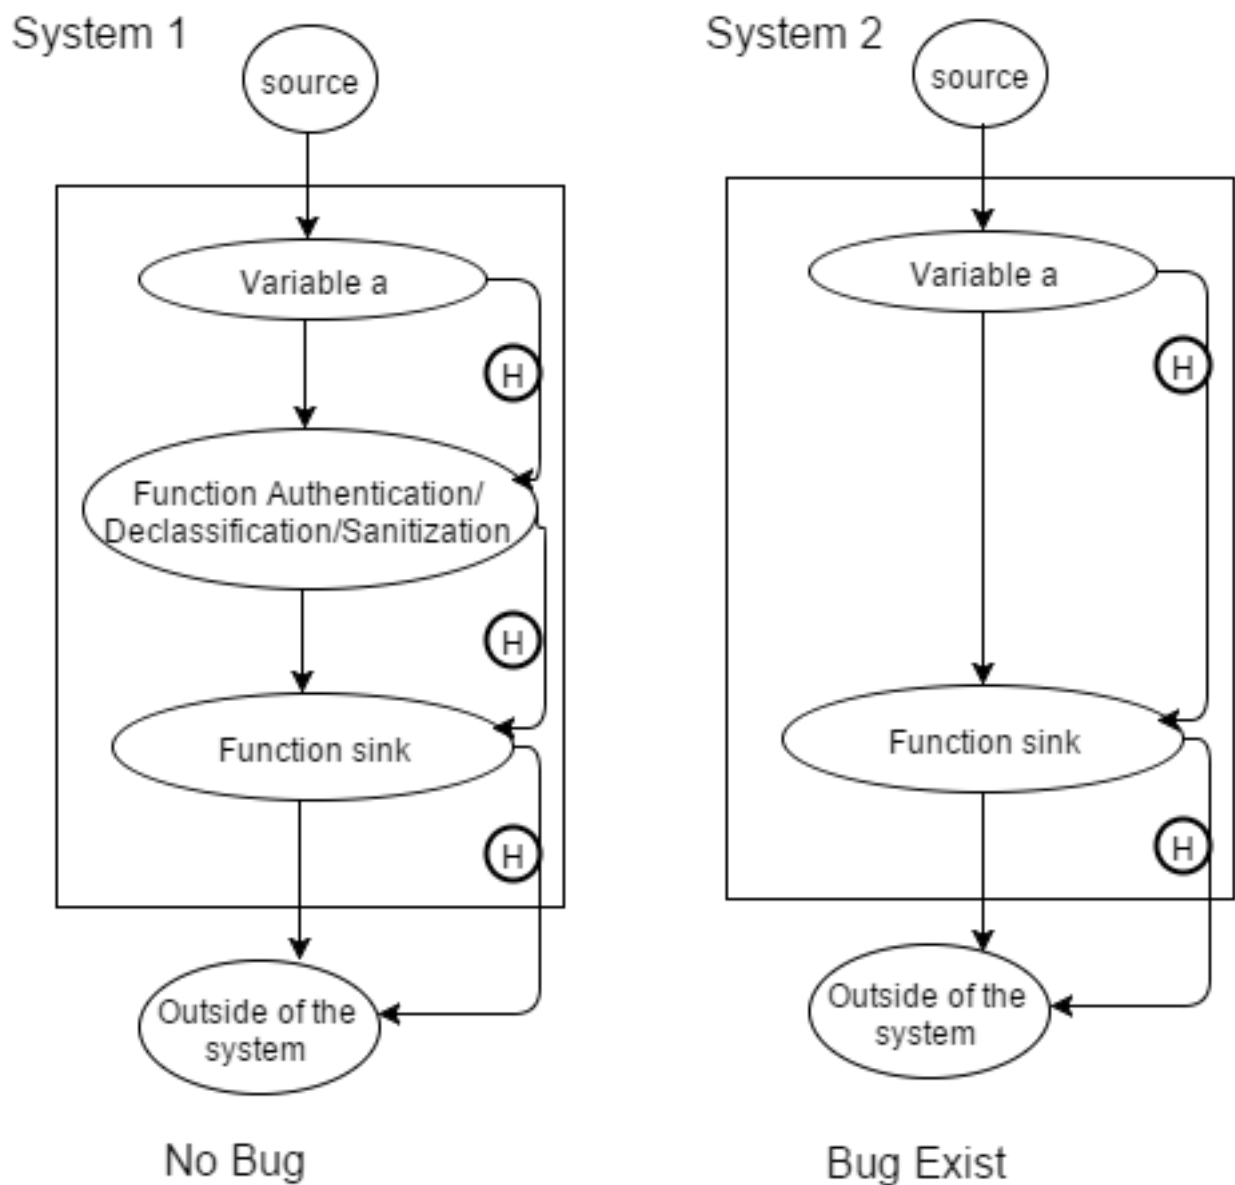 System 1
source
Variable a
H
Function Authentication/
Declassification/Sanitization
H
Function sink
H
Outside of the
system
No Bug
System 2
source
Variable a
H
Function sink
H
Outside of the
system
Bug Exist